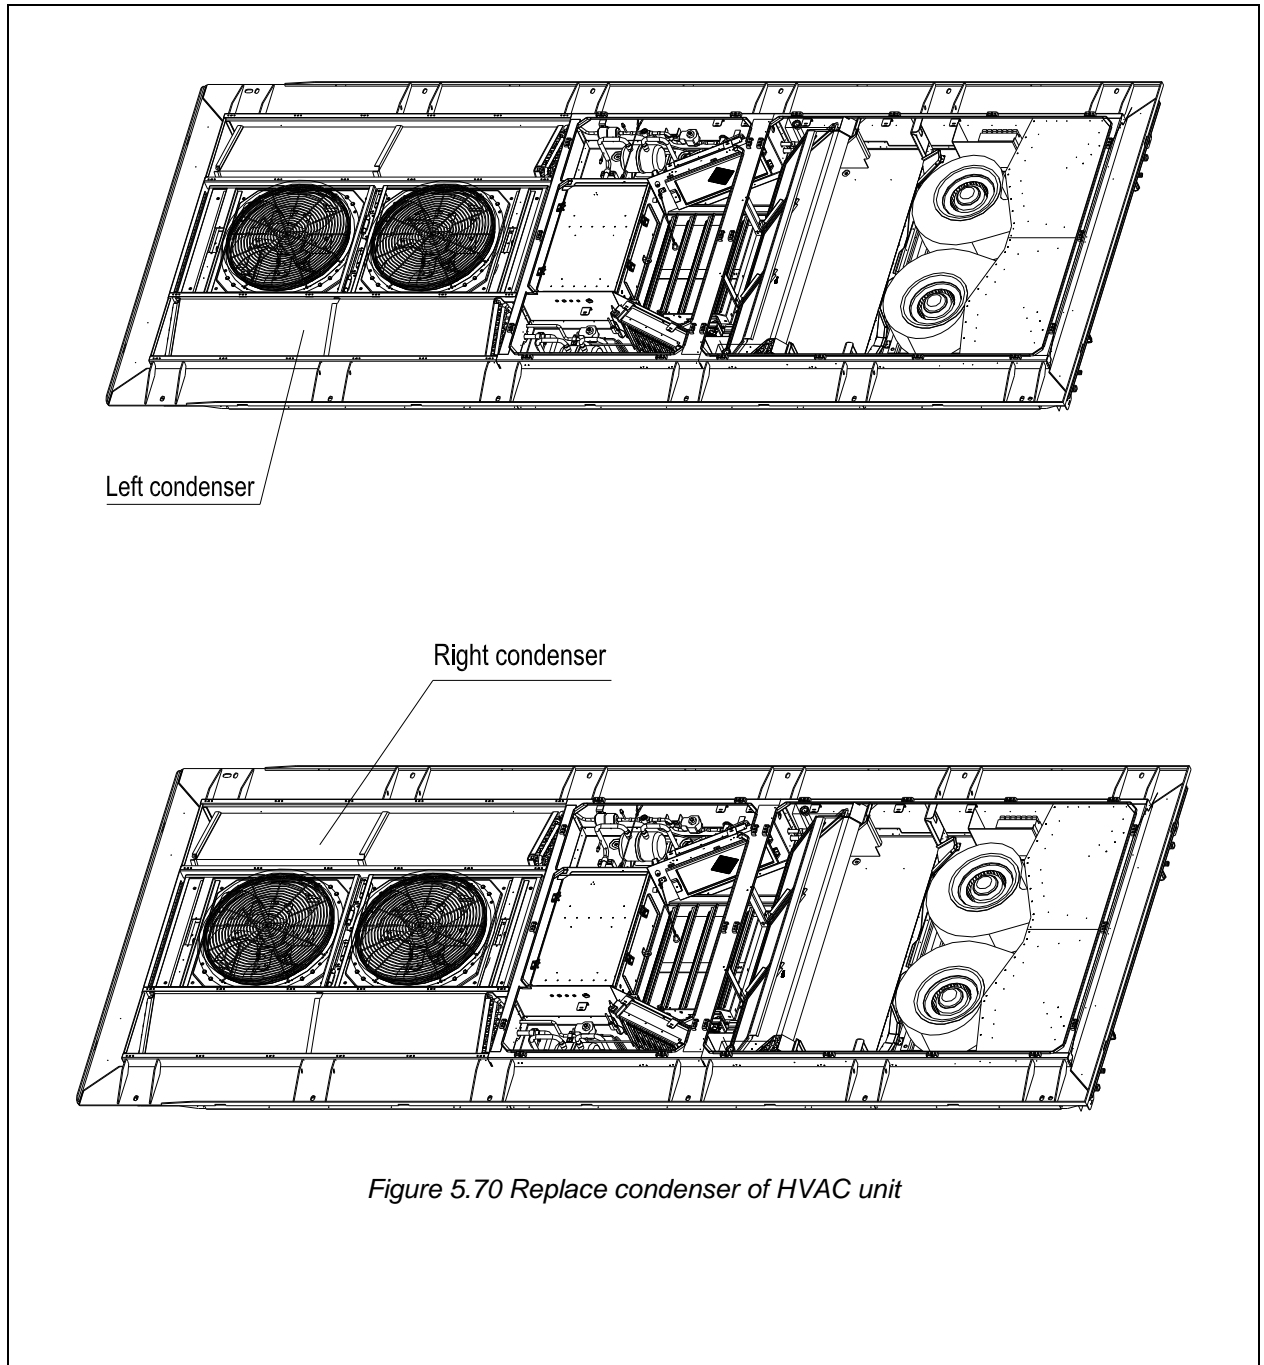 Left condenser
Right condenser
Figure 5.70 Replace condenser of HVAC unit